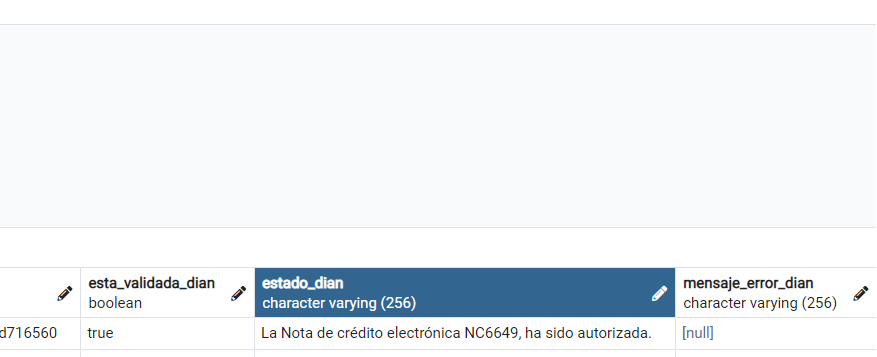 esta_validada_dian
boolean
estado_dian
character varying (256)
mensaje_error_dian
character varying (256)
d716560
true
La Nota de crédito electrónica NC6649, ha sido autorizada.
[null]